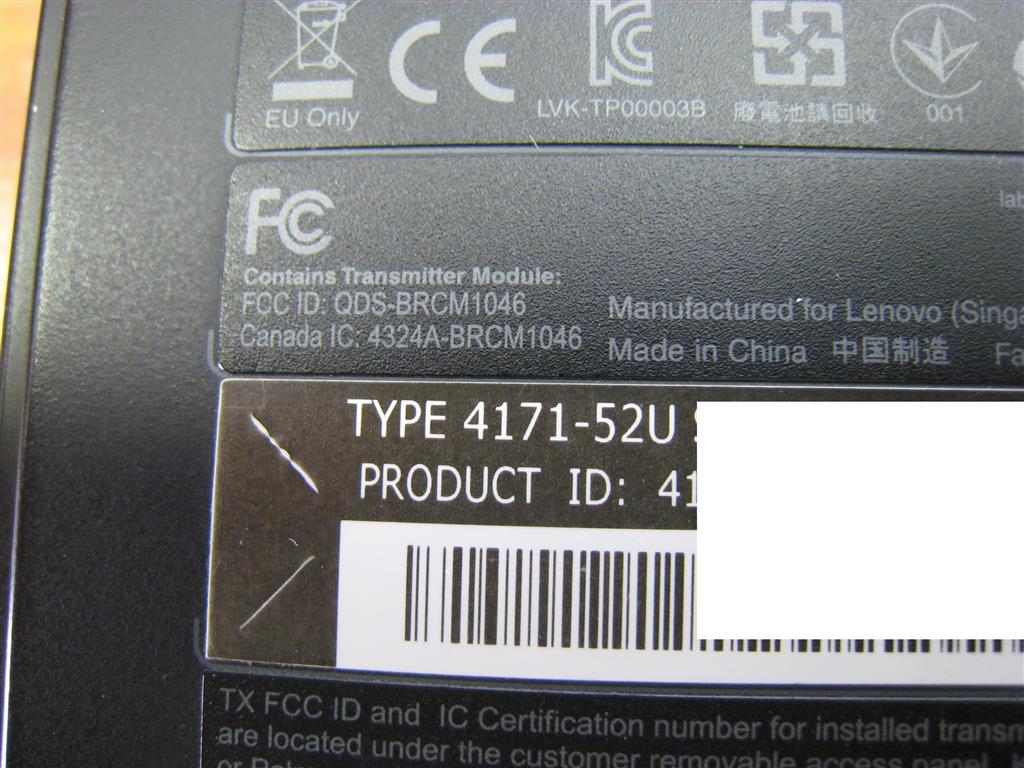 EU Only
CE
LVK-TP00003B
廢電池請回收
001
FC
Contains Transmitter Module:
FCC ID: QDS-BRCM1046
Canada IC: 4324A-BRCM1046
Manufactured for Lenovo
Made in China 中国制造
TYPE 4171-52U
PRODUCT ID: 41
TX FCC ID and IC Certification number for installed
are located under the customer removable access panel.